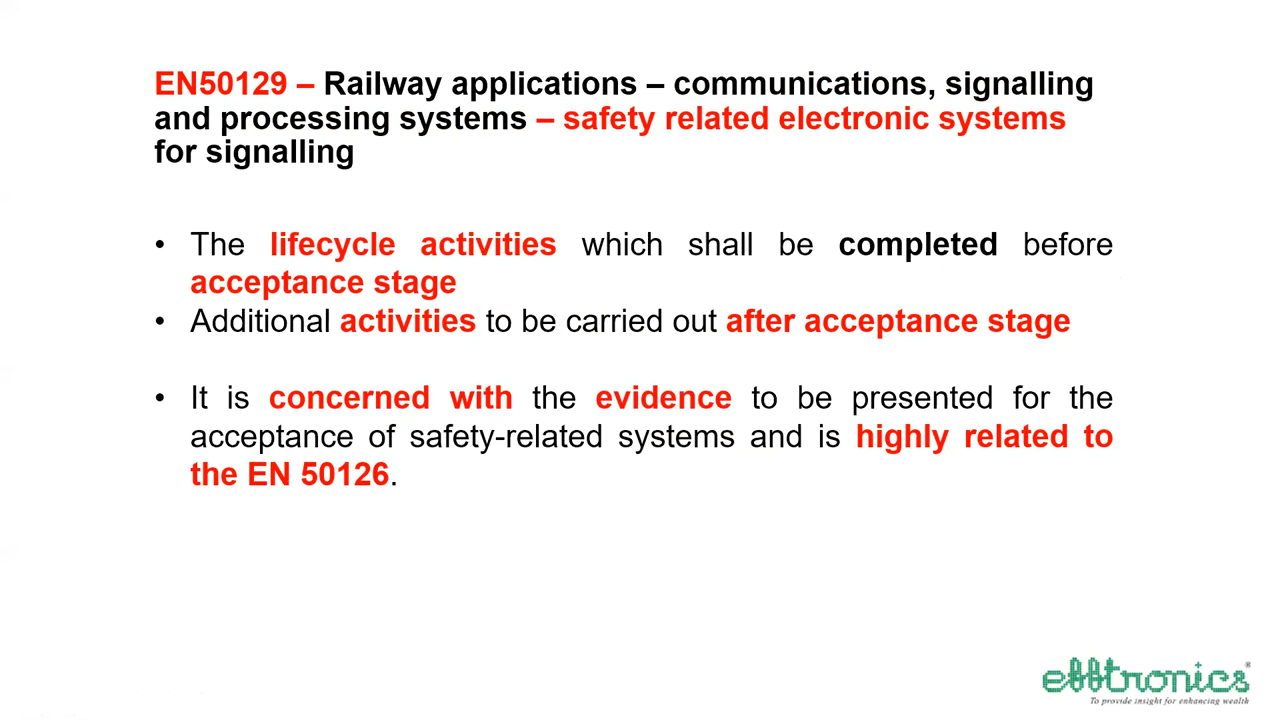 EN50129 – Railway applications – communications, signalling
and processing systems – safety related electronic systems
for signalling
• The lifecycle activities which shall be completed before
acceptance stage
• Additional activities to be carried out after acceptance stage
• It is concerned with the evidence to be presented for the
acceptance of safety-related systems and is highly related to
the EN 50126.
efftronics®
To provide insight for enhancing wealth